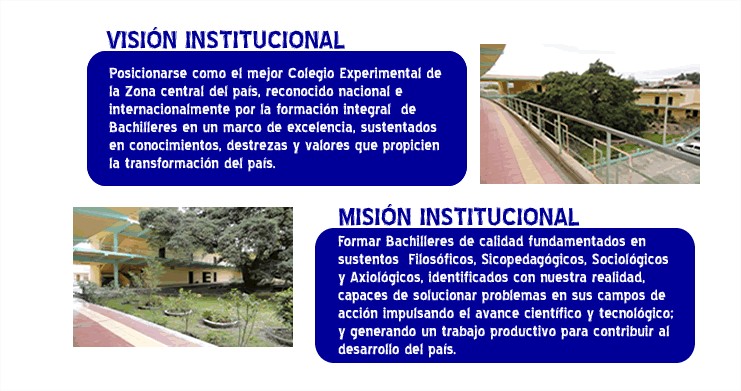 VISIÓN INSTITUCIONAL
Posicionarse como el mejor Colegio Experimental de
la Zona central del país, reconocido nacional e
internacionalmente por la formación integral de
Bachilleres en un marco de excelencia, sustentados
en conocimientos, destrezas y valores que propicien
la transformación del país.
MISIÓN INSTITUCIONAL
Formar Bachilleres de calidad fundamentados en
sustentos Filosóficos, Sicopedagógicos, Sociológicos
y Axiológicos, identificados con nuestra realidad,
capaces de solucionar problemas en sus campos de
acción impulsando el avance científico y tecnológico;
y generando un trabajo productivo para contribuir al
desarrollo del país.